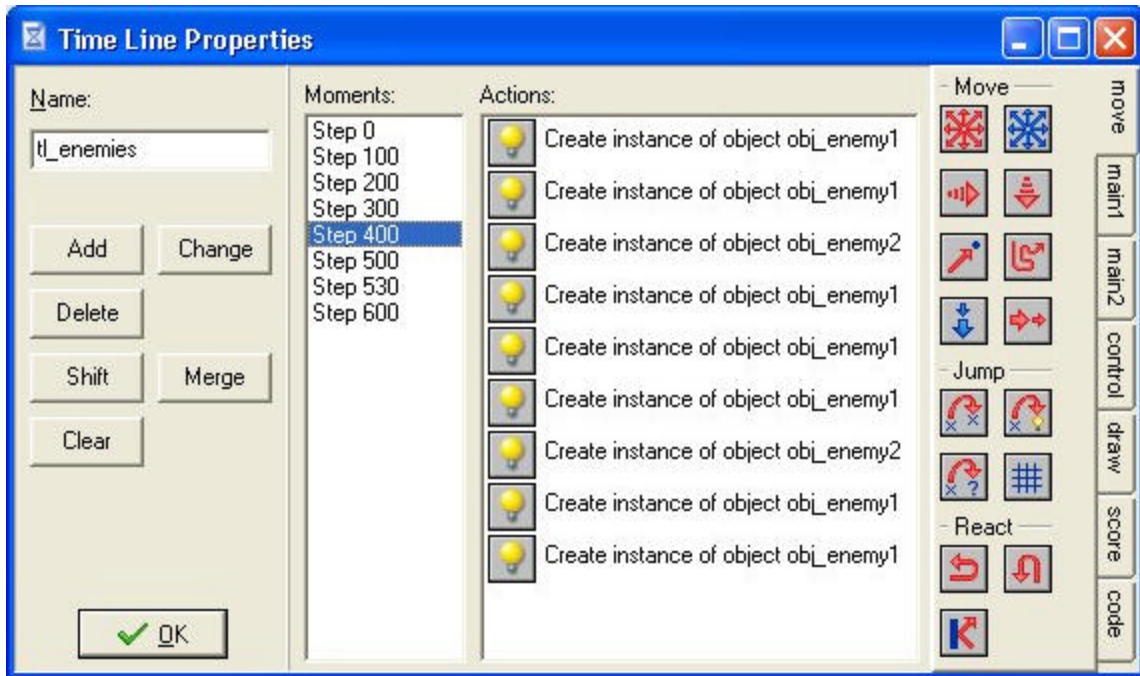 Time Line Properties
Name:
tl_enemies
Add
Change
Delete
Shift
Merge
Clear
OK
Moments:
Step 0
Step 100
Step 200
Step 300
Step 400
Step 500
Step 530
Step 600
Actions:
Create instance of object obj_enemy1
Create instance of object obj_enemy1
Create instance of object obj_enemy2
Create instance of object obj_enemy1
Create instance of object obj_enemy1
Create instance of object obj_enemy1
Create instance of object obj_enemy2
Create instance of object obj_enemy1
Create instance of object obj_enemy1
Move
Jump
React
move
main1
main2
control
draw
score
code